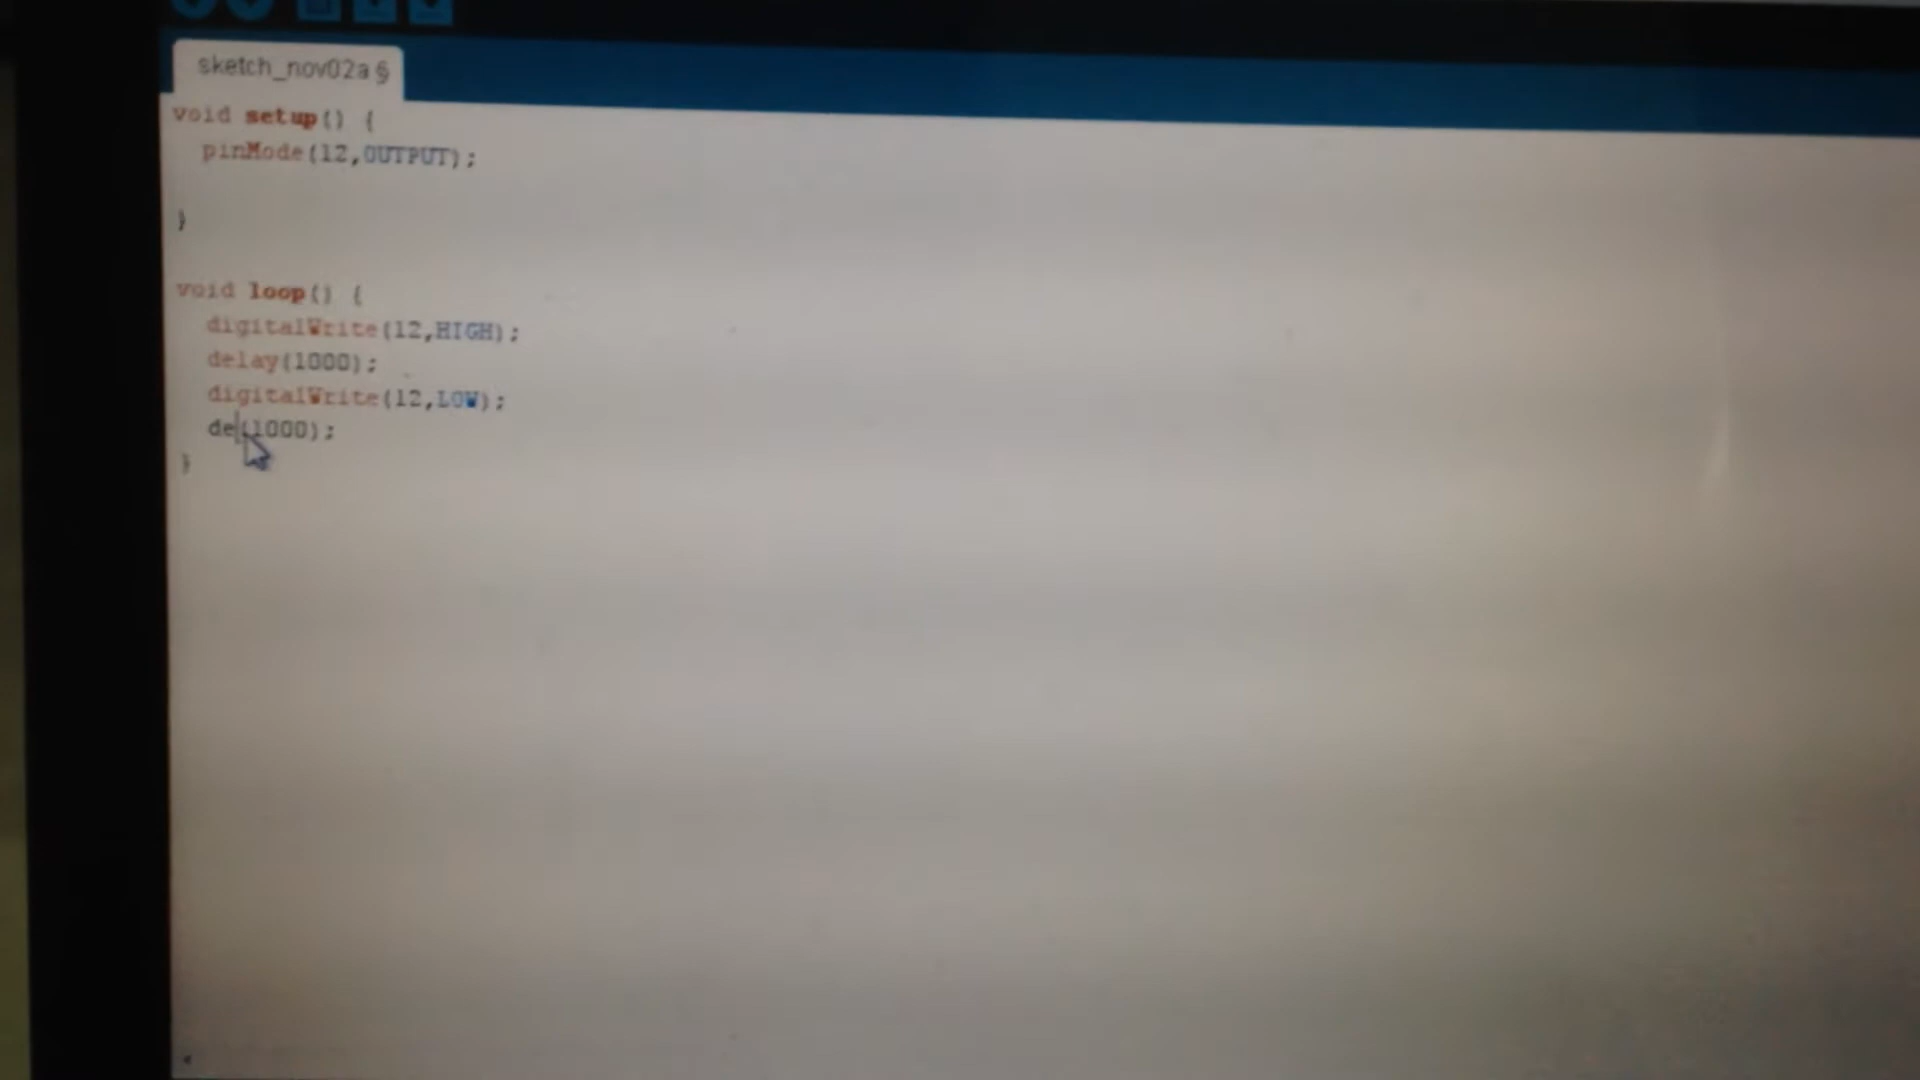 sketch_nov02a §
void setup() {
pinMode(12,OUTPUT);
}
void loop() {
digitalWrite(12,HIGH);
delay(1000);
digitalWrite(12,LOW);
de(1000);
}